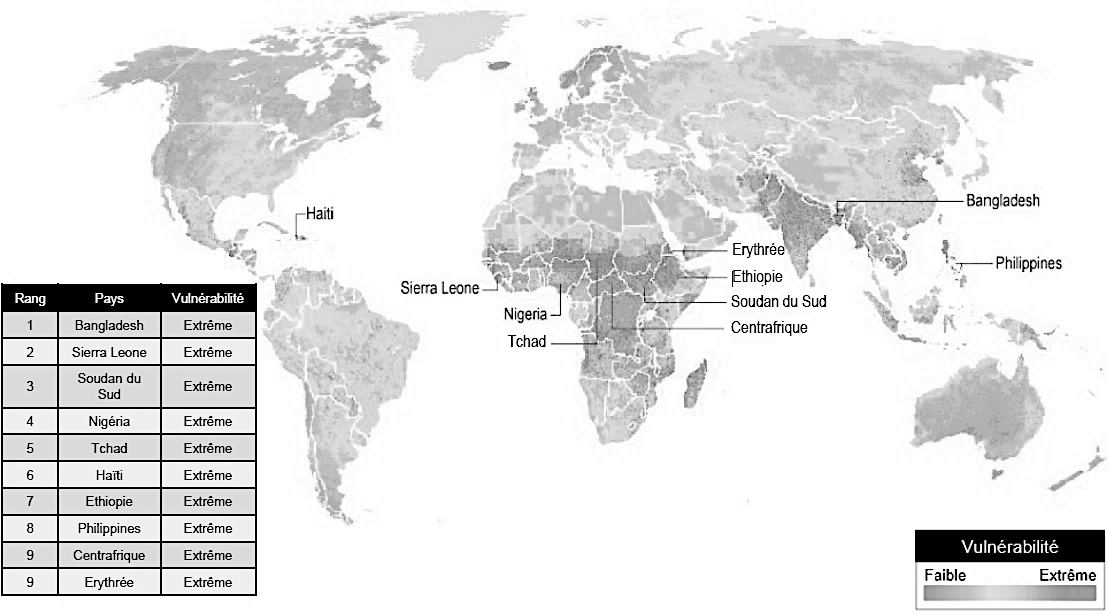 Haïti
Bangladesh
Erythrée
Philippines
Ethiopie
Sierra Leone
Soudan du Sud
Nigeria
Centrafrique
Tchad
Rang Pays Vulnérabilité
1 Bangladesh Extrême
2 Sierra Leone Extrême
3 Soudan du
Sud Extrême
4 Nigéria Extrême
5 Tchad Extrême
6 Haïti Extrême
7 Ethiopie Extrême
8 Philippines Extrême
9 Centrafrique Extrême
9 Erythrée Extrême
Vulnérabilité
Faible Extrême